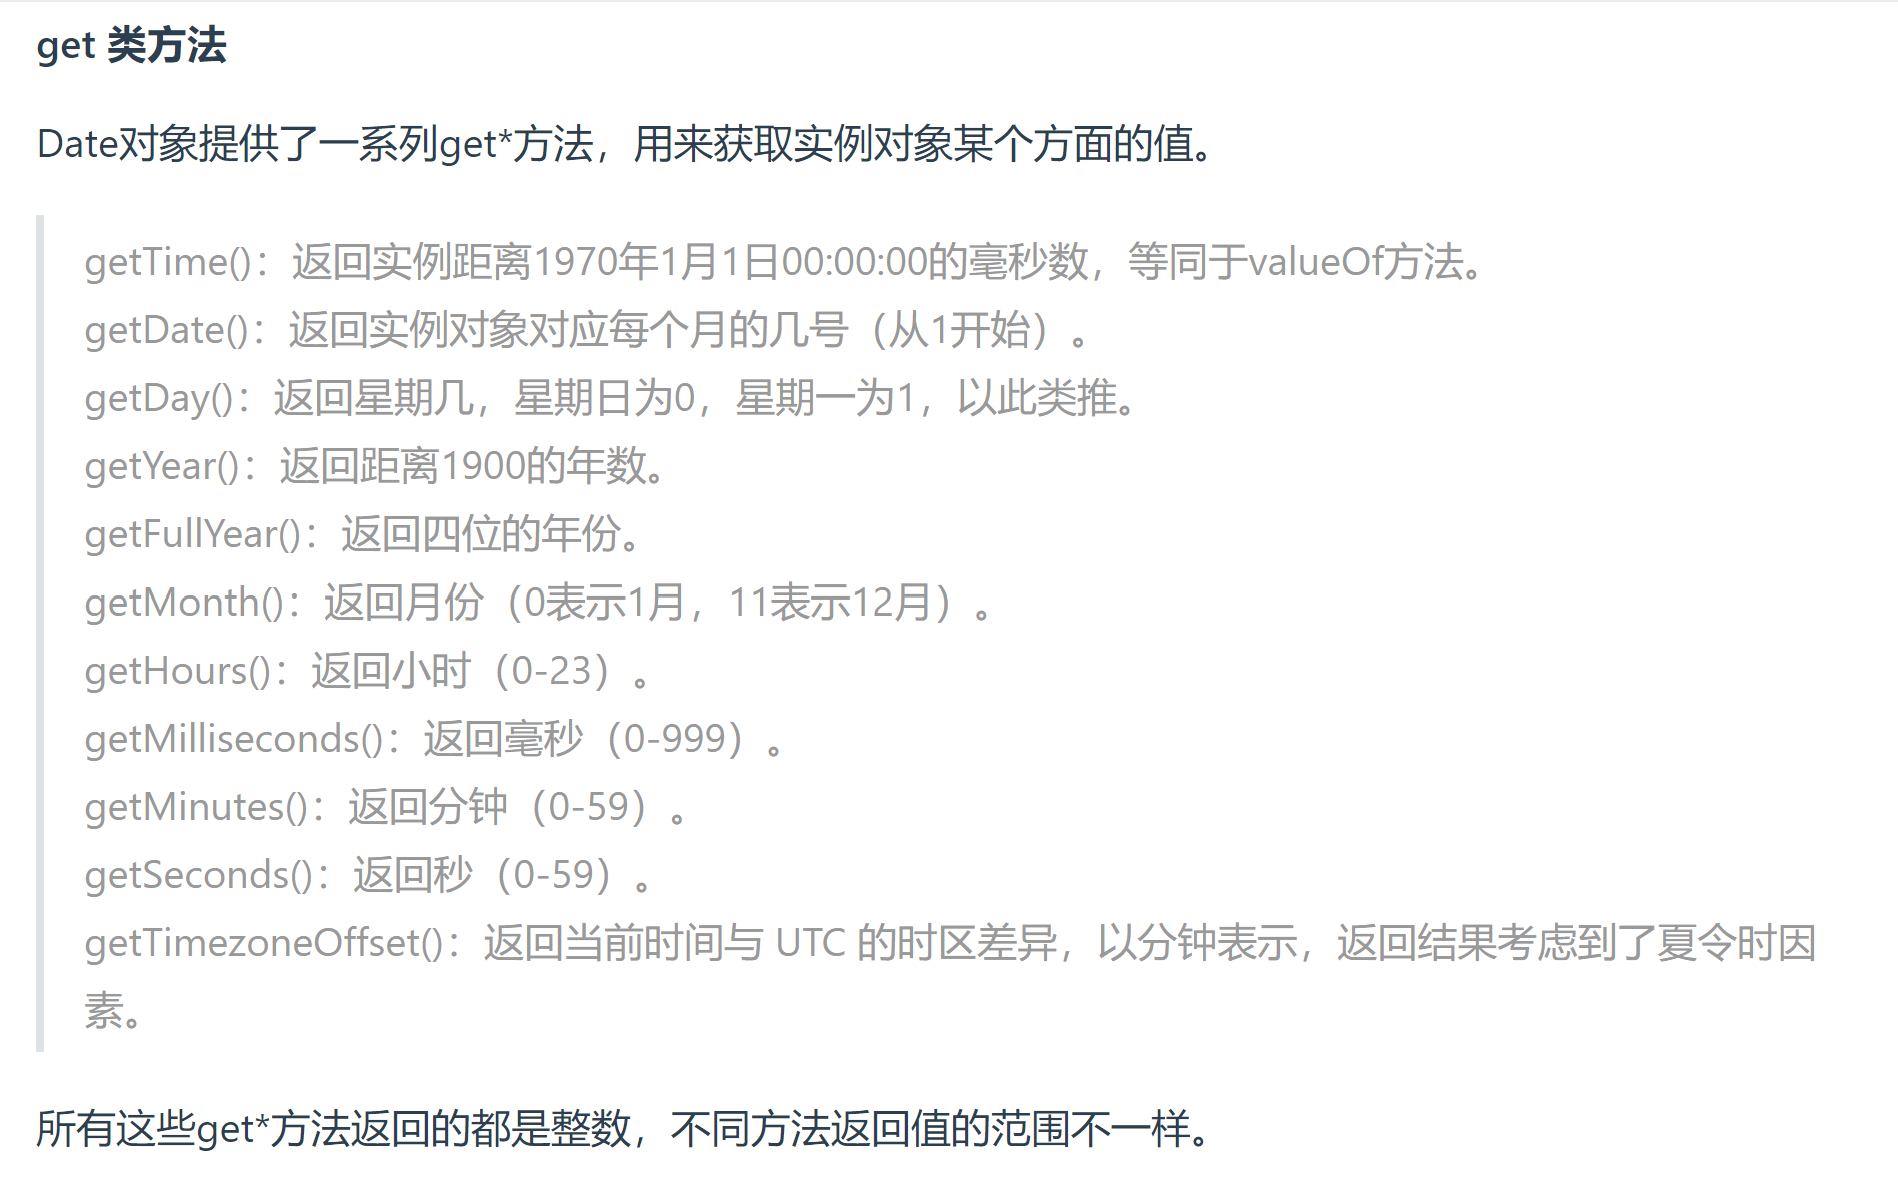 get 类方法
Date对象提供了一系列get*方法，用来获取实例对象某个方面的值。
getTime()：返回实例距离1970年1月1日00:00:00的毫秒数，等同于valueOf方法。
getDate()：返回实例对象对应每个月的几号（从1开始）。
getDay()：返回星期几，星期日为0，星期一为1，以此类推。
getYear()：返回距离1900的年数。
getFullYear()：返回四位的年份。
getMonth()：返回月份（0表示1月，11表示12月）。
getHours()：返回小时（0-23）。
getMilliseconds()：返回毫秒（0-999）。
getMinutes()：返回分钟（0-59）。
getSeconds()：返回秒（0-59）。
getTimezoneOffset()：返回当前时间与 UTC 的时区差异，以分钟表示，返回结果考虑到了夏令时因
素。
所有这些get*方法返回的都是整数，不同方法返回值的范围不一样。